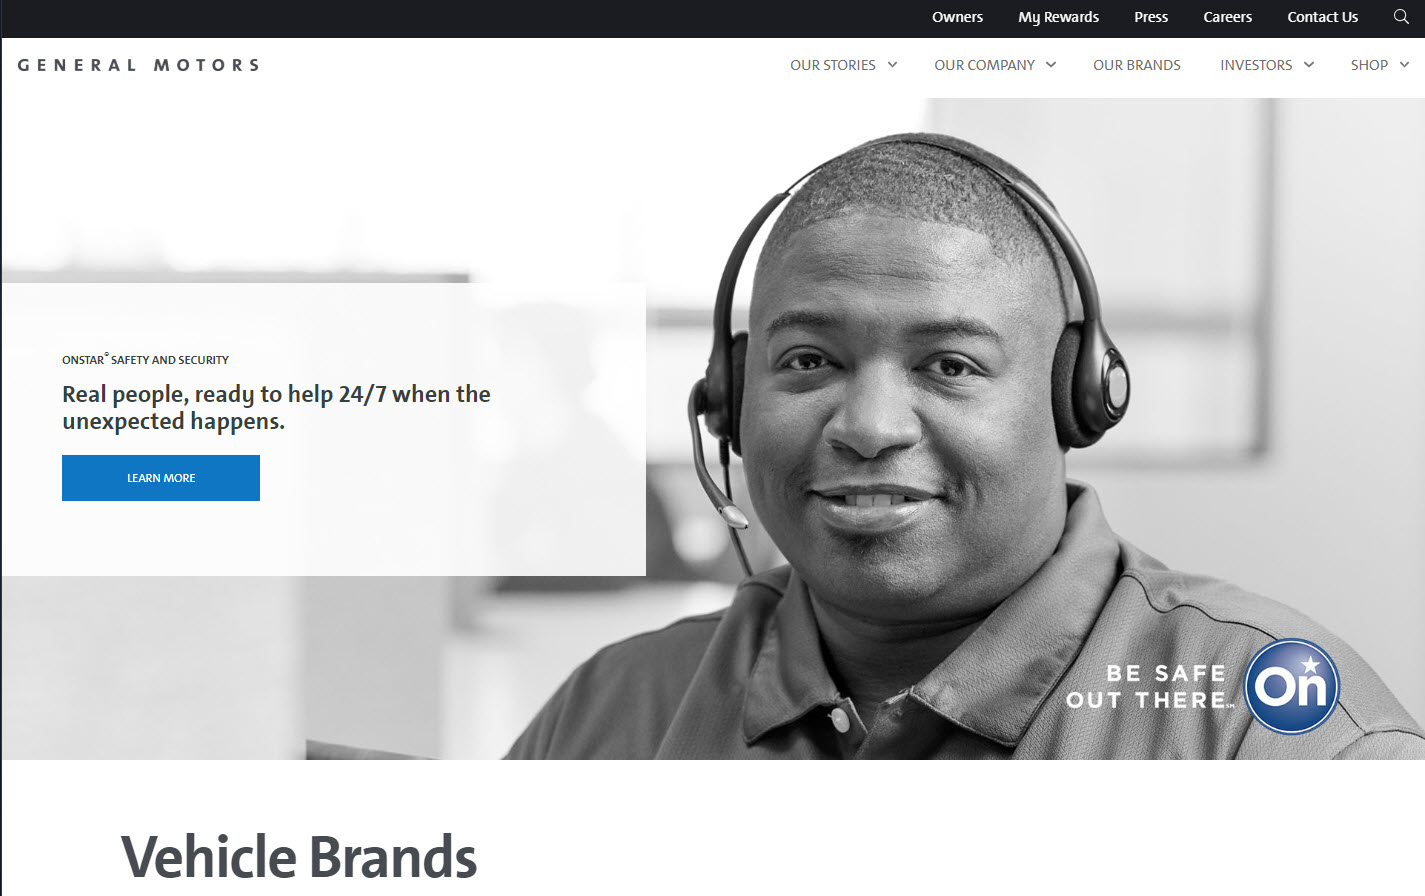 Owners My Rewards Press Careers Contact Us
GENERAL MOTORS OUR STORIES OUR COMPANY OUR BRANDS INVESTORS SHOP
ONSTAR® SAFETY AND SECURITY
Real people, ready to help 24/7 when the
unexpected happens.
LEARN MORE
BE SAFE
OUT THERE℠
On
Vehicle Brands